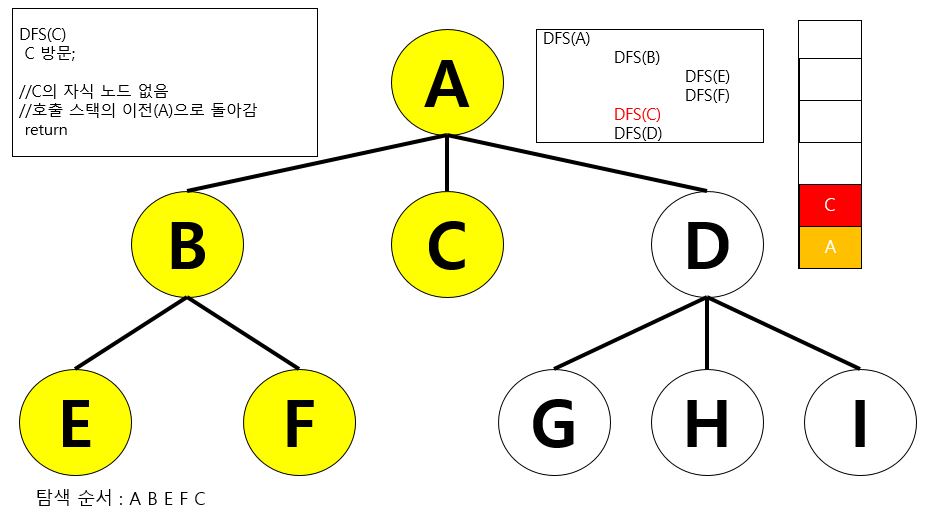 DFS(C)
C 방문;
//C의 자식 노드 없음
//호출 스택의 이전(A)으로 돌아감
return
DFS(A)
DFS(B)
DFS(E)
DFS(F)
DFS(C)
DFS(D)
C
A
A
B
C
D
E
F
G
H
I
탐색 순서 : A B E F C